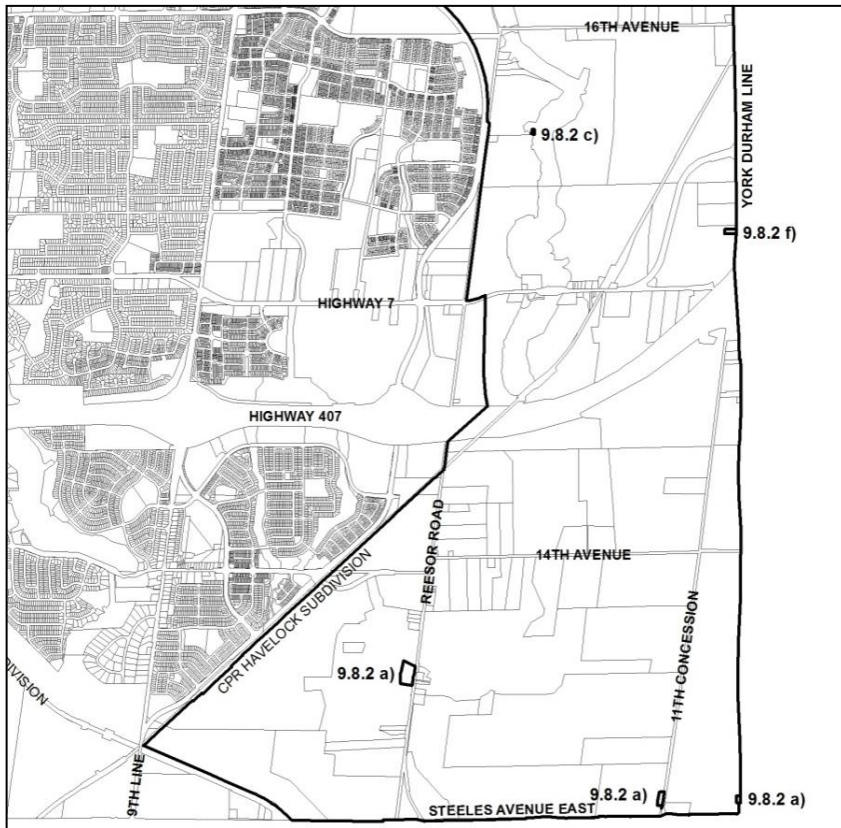 16TH AVENUE
YORK DURHAM LINE
9.8.2 c)
9.8.2 f)
HIGHWAY 7
HIGHWAY 407
REESOR ROAD
14TH AVENUE
CPR HAVELOCK SUBDIVISION
11TH CONCESSION
9.8.2 a)
DIVISION
9TH LINE
STEELES AVENUE EAST
9.8.2 a)
9.8.2 a)